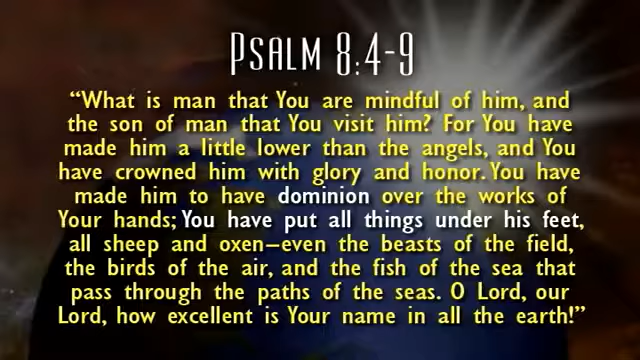 Psalm 8:4-9
“What is man that You are mindful of him, and
the son of man that You visit him? For You have
made him a little lower than the angels, and You
have crowned him with glory and honor. You have
made him to have dominion over the works of
Your hands; You have put all things under his feet,
all sheep and oxen—even the beasts of the field,
the birds of the air, and the fish of the sea that
pass through the paths of the seas. O Lord, our
Lord, how excellent is Your name in all the earth!”